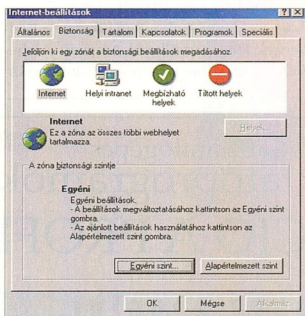 Internet-beállítások
Általános Biztonság Tartalom Kapcsolatok Programok Speciális
Jelöljön ki egy zónát a biztonsági beállítások megadásához.
Internet Helyi intranet Megbízható helyek Tiltott helyek
Internet
Ez a zóna az összes többi webhelyet
tartalmazza.
Helyek...
A zóna biztonsági szintje
Egyéni
Egyéni beállítások.
- A beállítások megváltoztatásához kattintson az Egyéni szint
gombra.
- Az ajánlott beállítások használatához kattintson az
Alapértelmezett szint gombra.
Egyéni szint... Alapértelmezett szint
OK Mégse Alkalmaz